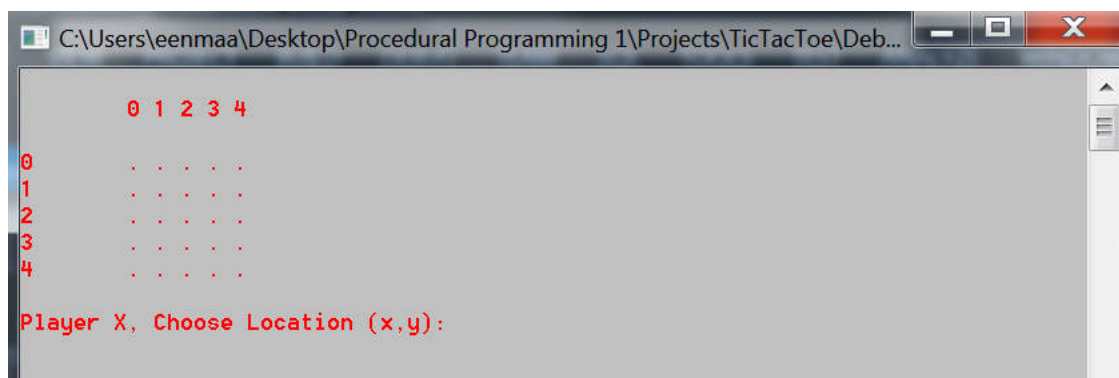 C:\Users\eenmaa\Desktop\Procedural Programming 1\Projects\TicTacToe\Deb...
0 1 2 3 4
0 . . . . .
1 . . . . .
2 . . . . .
3 . . . . .
4 . . . . .
Player X, Choose Location (x,y):